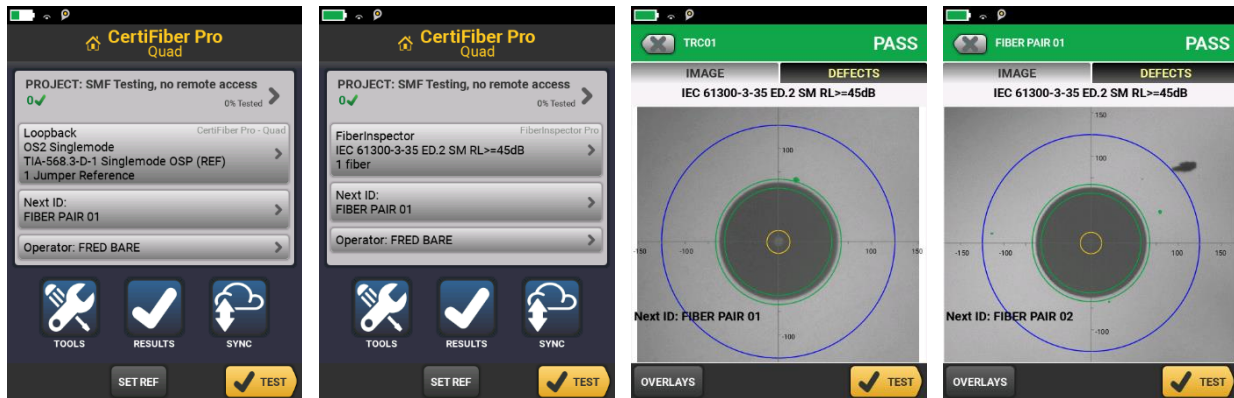 CertiFiber Pro
Quad
PROJECT: SMF Testing, no remote access
0
0% Tested
Loopback
CertiFiber Pro - Quad
OS2 Singlemode
TIA-568.3-D-1 Singlemode OSP (REF)
1 Jumper Reference
Next ID:
FIBER PAIR 01
Operator: FRED BARE
TOOLS
RESULTS
SYNC
SET REF
TEST
CertiFiber Pro
Quad
PROJECT: SMF Testing, no remote access
0
0% Tested
FiberInspector
FiberInspector Pro
IEC 61300-3-35 ED.2 SM RL>=45dB
1 fiber
Next ID:
FIBER PAIR 01
Operator: FRED BARE
TOOLS
RESULTS
SYNC
SET REF
TEST
TRC01
PASS
IMAGE
DEFECTS
IEC 61300-3-35 ED.2 SM RL>=45dB
100
-150
-100
100
150
Next ID: FIBER PAIR 01
-100
OVERLAYS
TEST
FIBER PAIR 01
PASS
IMAGE
DEFECTS
IEC 61300-3-35 ED.2 SM RL>=45dB
150
100
-150
-100
100
150
Next ID: FIBER PAIR 02
-100
OVERLAYS
TEST